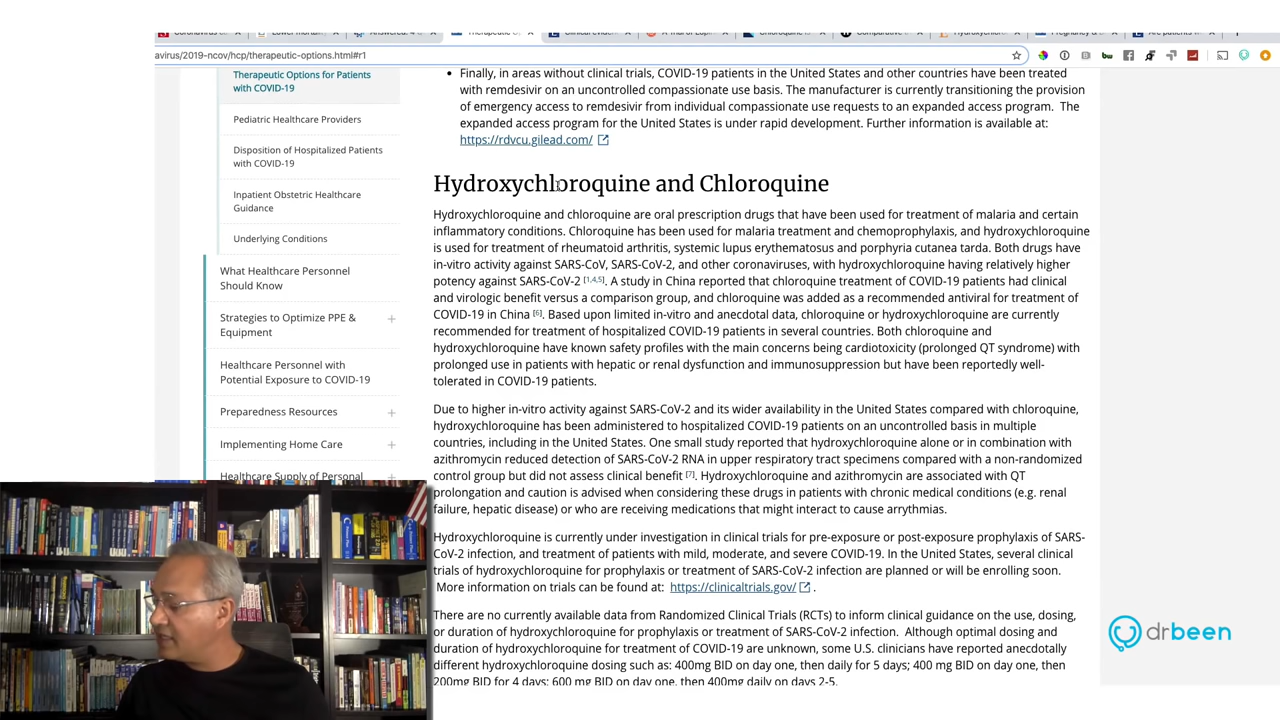 avirus/2019-ncov/hcp/therapeutic-options.html#r1
Therapeutic Options for Patients
with COVID-19
Pediatric Healthcare Providers
Disposition of Hospitalized Patients
with COVID-19
Inpatient Obstetric Healthcare
Guidance
Underlying Conditions
What Healthcare Personnel
Should Know
Strategies to Optimize PPE &
Equipment
Healthcare Personnel with
Potential Exposure to COVID-19
Preparedness Resources
Implementing Home Care
Healthcare Supply of Personal
Finally, in areas without clinical trials, COVID-19 patients in the United States and other countries have been treated
with remdesivir on an uncontrolled compassionate use basis. The manufacturer is currently transitioning the provision
of emergency access to remdesivir from individual compassionate use requests to an expanded access program. The
expanded access program for the United States is under rapid development. Further information is available at:
https://rdvcu.gilead.com/
Hydroxychloroquine and Chloroquine
Hydroxychloroquine and chloroquine are oral prescription drugs that have been used for treatment of malaria and certain
inflammatory conditions. Chloroquine has been used for malaria treatment and chemoprophylaxis, and hydroxychloroquine
is used for treatment of rheumatoid arthritis, systemic lupus erythematosus and porphyria cutanea tarda. Both drugs have
in-vitro activity against SARS-CoV, SARS-CoV-2, and other coronaviruses, with hydroxychloroquine having relatively higher
potency against SARS-CoV-2 [1,4,5]. A study in China reported that chloroquine treatment of COVID-19 patients had clinical
and virologic benefit versus a comparison group, and chloroquine was added as a recommended antiviral for treatment of
COVID-19 in China [6]. Based upon limited in-vitro and anecdotal data, chloroquine or hydroxychloroquine are currently
recommended for treatment of hospitalized COVID-19 patients in several countries. Both chloroquine and
hydroxychloroquine have known safety profiles with the main concerns being cardiotoxicity (prolonged QT syndrome) with
prolonged use in patients with hepatic or renal dysfunction and immunosuppression but have been reportedly well-
tolerated in COVID-19 patients.
Due to higher in-vitro activity against SARS-CoV-2 and its wider availability in the United States compared with chloroquine,
hydroxychloroquine has been administered to hospitalized COVID-19 patients on an uncontrolled basis in multiple
countries, including in the United States. One small study reported that hydroxychloroquine alone or in combination with
azithromycin reduced detection of SARS-CoV-2 RNA in upper respiratory tract specimens compared with a non-randomized
control group but did not assess clinical benefit [7]. Hydroxychloroquine and azithromycin are associated with QT
prolongation and caution is advised when considering these drugs in patients with chronic medical conditions (e.g. renal
failure, hepatic disease) or who are receiving medications that might interact to cause arrythmias.
Hydroxychloroquine is currently under investigation in clinical trials for pre-exposure or post-exposure prophylaxis of SARS-
CoV-2 infection, and treatment of patients with mild, moderate, and severe COVID-19. In the United States, several clinical
trials of hydroxychloroquine for prophylaxis or treatment of SARS-CoV-2 infection are planned or will be enrolling soon.
More information on trials can be found at: https://clinicaltrials.gov/ .
There are no currently available data from Randomized Clinical Trials (RCTs) to inform clinical guidance on the use, dosing,
or duration of hydroxychloroquine for prophylaxis or treatment of SARS-CoV-2 infection. Although optimal dosing and
duration of hydroxychloroquine for treatment of COVID-19 are unknown, some U.S. clinicians have reported anecdotally
different hydroxychloroquine dosing such as: 400mg BID on day one, then daily for 5 days; 400 mg BID on day one, then
200mg BID for 4 days; 600 mg BID on day one, then 400mg daily on days 2-5.
drbeen